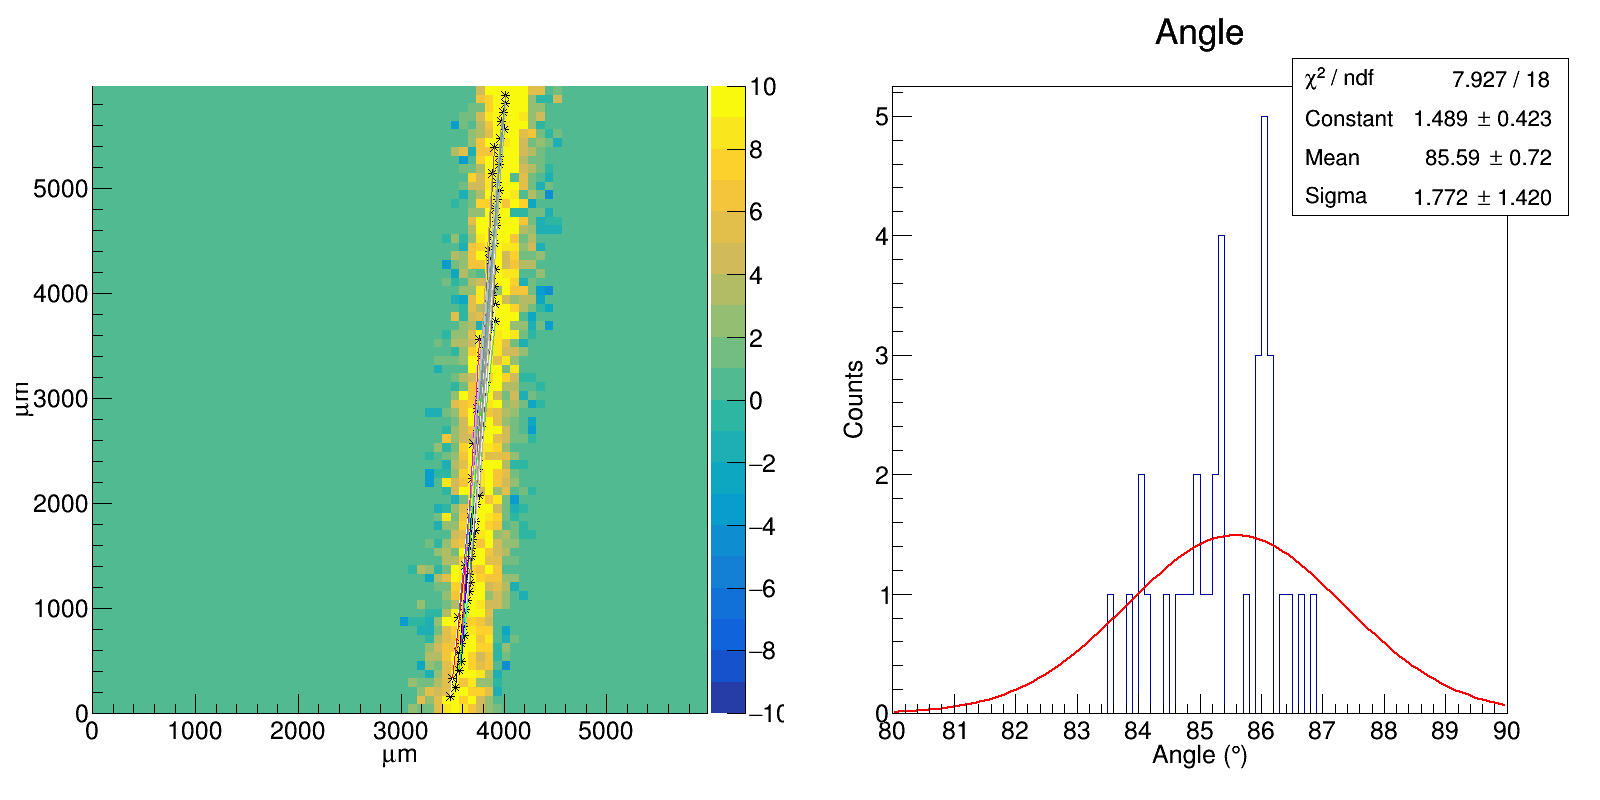 Angle
χ² / ndf 7.927 / 18
Constant 1.489 ± 0.423
Mean 85.59 ± 0.72
Sigma 1.772 ± 1.420
5000
4000
3000
2000
1000
0
μm
0 1000 2000 3000 4000 5000
μm
10
8
6
4
2
0
−2
−4
−6
−8
−10
5
4
3
2
1
0
Counts
80 81 82 83 84 85 86 87 88 89 90
Angle (°)